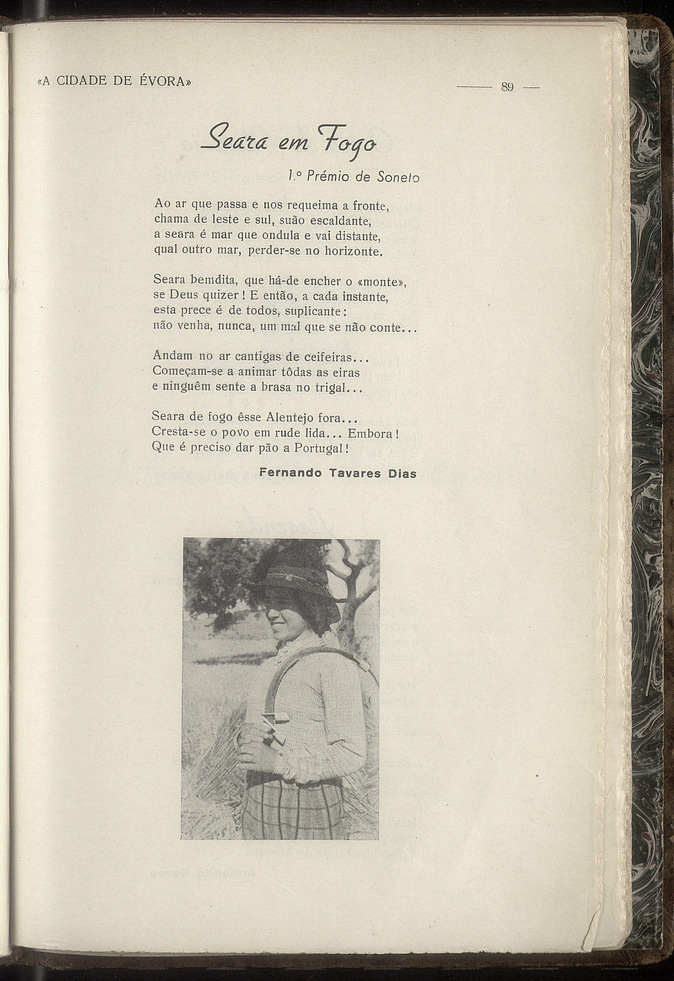 «A CIDADE DE ÉVORA»
—— 89 —
Seara em Fogo
1.º Prémio de Soneto
Ao ar que passa e nos requeima a fronte,
chama de leste e sul, suão escaldante,
a seara é mar que ondula e vai distante,
qual outro mar, perder-se no horizonte.
Seara bemdita, que há-de encher o «monte»,
se Deus quizer! E então, a cada instante,
esta prece é de todos, suplicante:
não venha, nunca, um mal que se não conte...
Andam no ar cantigas de ceifeiras...
Começam-se a animar tôdas as eiras
e ninguêm sente a brasa no trigal...
Seara de fogo êsse Alentejo fora...
Cresta-se o povo em rude lida... Embora!
Que é preciso dar pão a Portugal!
Fernando Tavares Dias